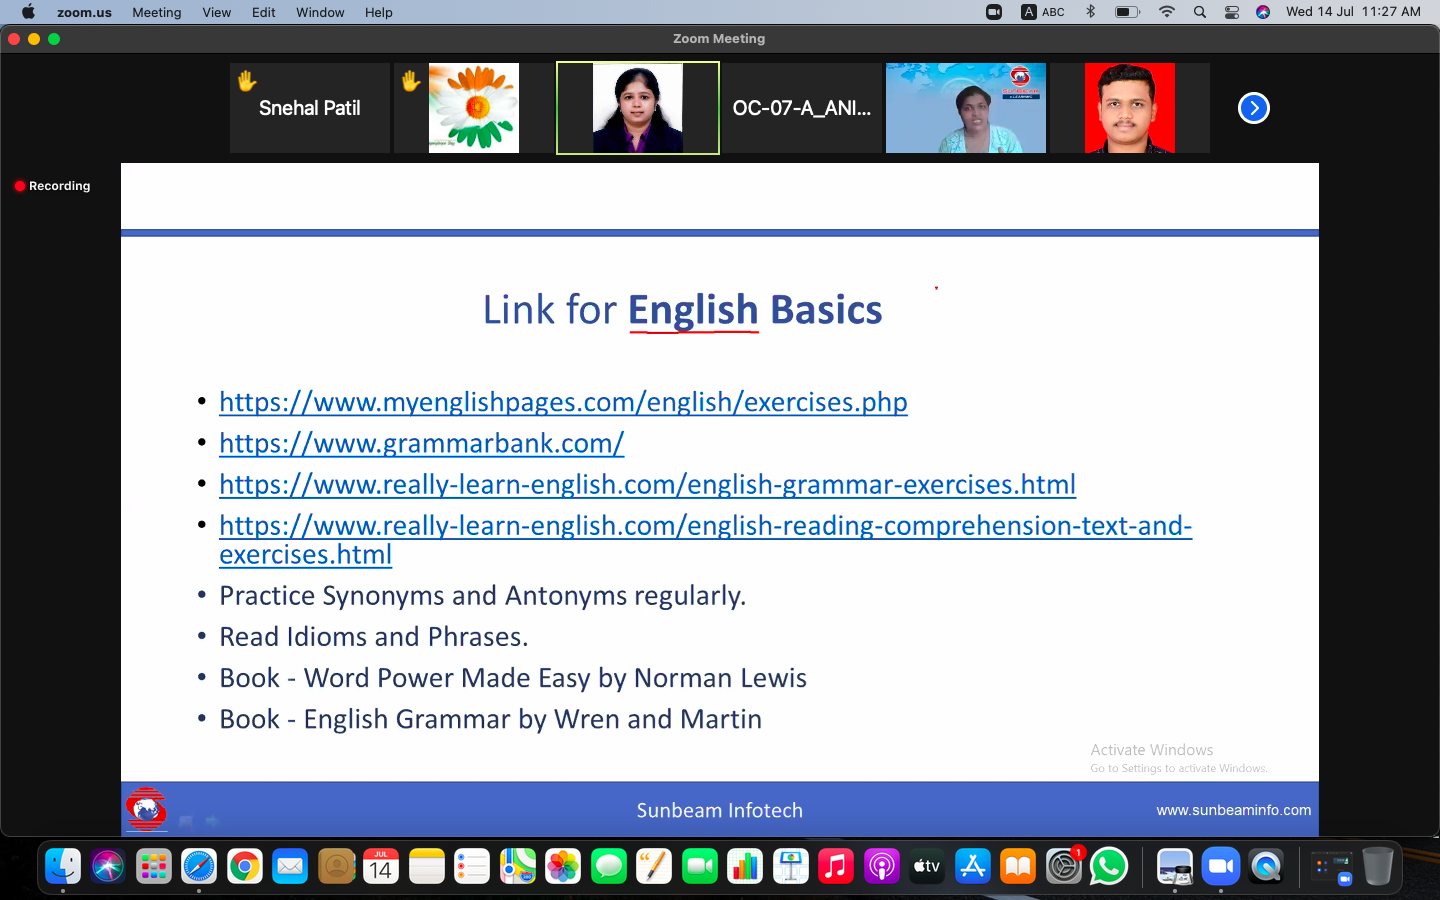 zoom.us Meeting View Edit Window Help A ABC Wed 14 Jul 11:27 AM
Zoom Meeting
Snehal Patil
OC-07-A_ANI...
Recording
Link for English Basics
• https://www.myenglishpages.com/english/exercises.php
• https://www.grammarbank.com/
• https://www.really-learn-english.com/english-grammar-exercises.html
• https://www.really-learn-english.com/english-reading-comprehension-text-and-
exercises.html
• Practice Synonyms and Antonyms regularly.
• Read Idioms and Phrases.
• Book - Word Power Made Easy by Norman Lewis
• Book - English Grammar by Wren and Martin
Activate Windows
Go to Settings to activate Windows.
Sunbeam Infotech
www.sunbeaminfo.com
JUL
14
tv
1